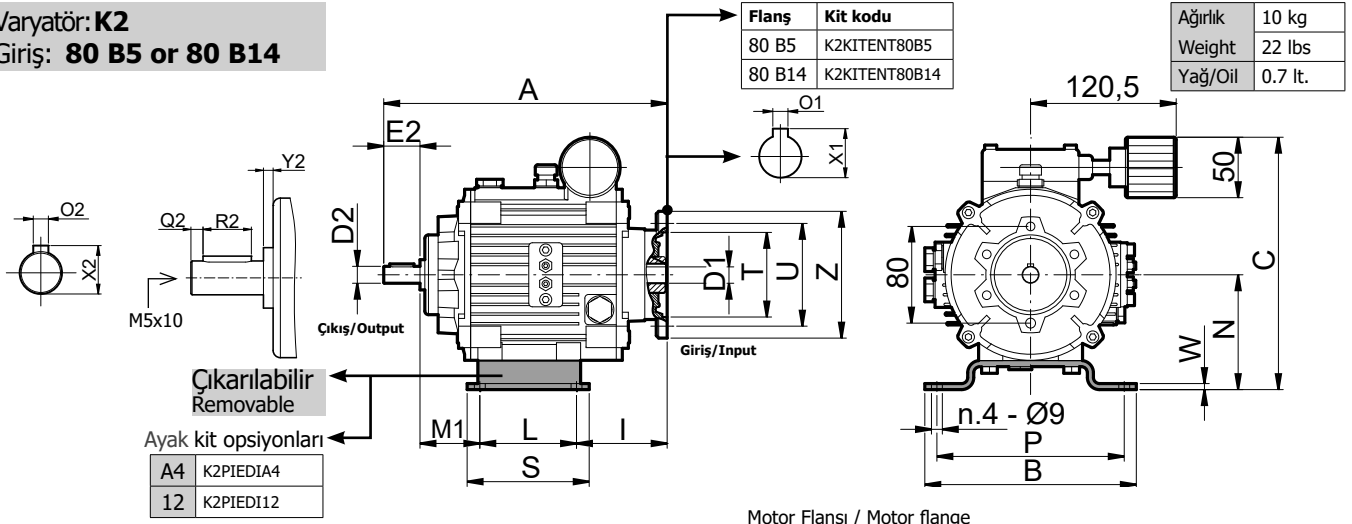 Varyatör: K2
Giriş: 80 B5 or 80 B14
Flanş Kit kodu
80 B5 K2KITENT80B5
80 B14 K2KITENT80B14
Ağırlık 10 kg
Weight 22 lbs
Yağ/Oil 0.7 lt.
A
E2
O1
X1
120,5
50
Y2
O2
Q2 R2
X2
M5x10
D2
D1
T
U
Z
80
C
N
W
Çıkış/Output
Giriş/Input
Çıkarılabilir
Removable
M1 L I
S
n.4 - Ø9
P
B
Ayak kit opsiyonları
A4 K2PIEDIA4
12 K2PIEDI12
Motor Flanşı / Motor flange